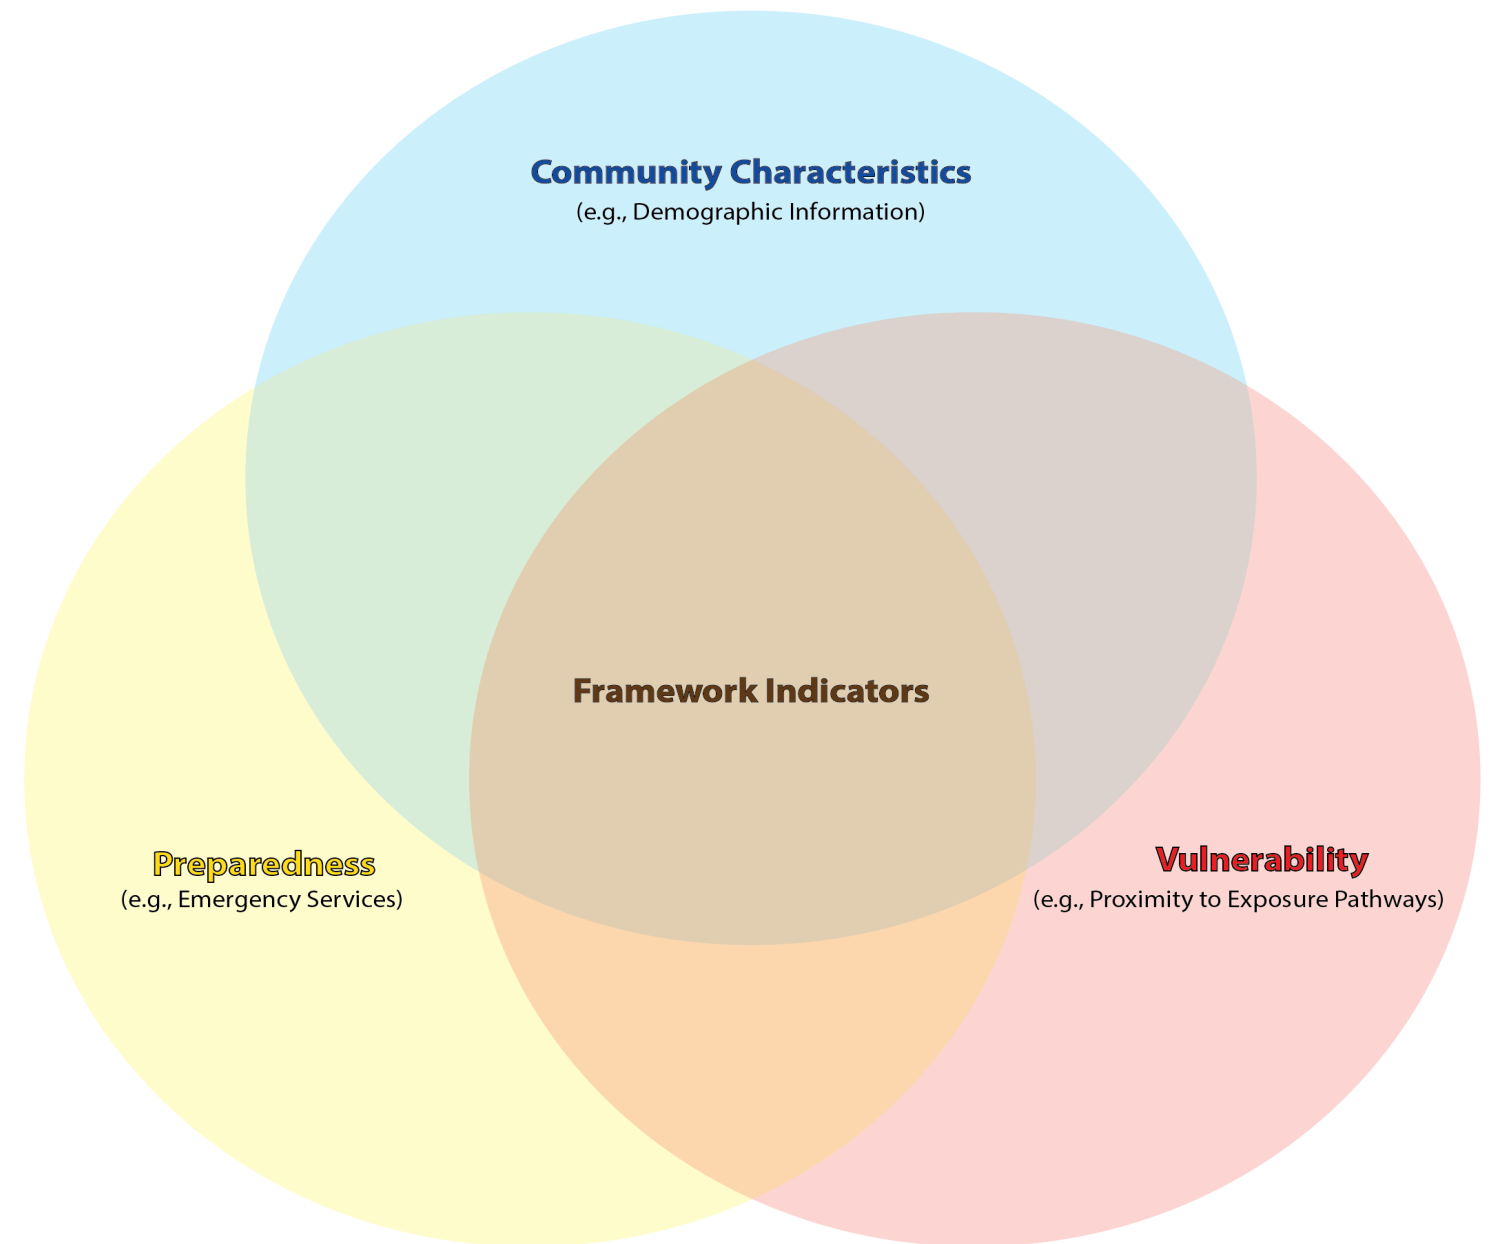 Community Characteristics
(e.g., Demographic Information)
Framework Indicators
Preparedness
(e.g., Emergency Services)
Vulnerability
(e.g., Proximity to Exposure Pathways)